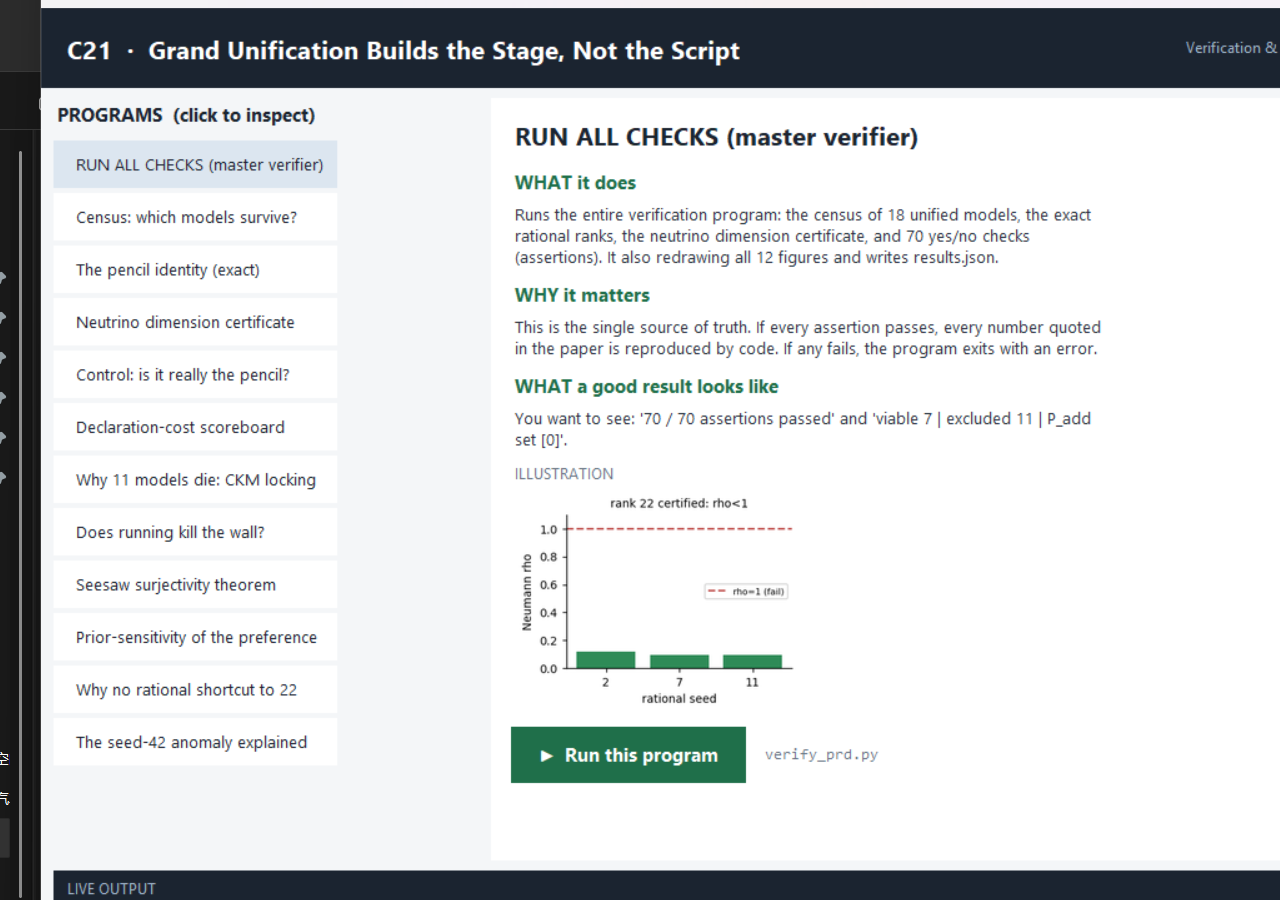 C21 · Grand Unification Builds the Stage, Not the Script
Verification &
PROGRAMS (click to inspect)
RUN ALL CHECKS (master verifier)
Census: which models survive?
The pencil identity (exact)
Neutrino dimension certificate
Control: is it really the pencil?
Declaration-cost scoreboard
Why 11 models die: CKM locking
Does running kill the wall?
Seesaw surjectivity theorem
Prior-sensitivity of the preference
Why no rational shortcut to 22
The seed-42 anomaly explained
RUN ALL CHECKS (master verifier)
WHAT it does
Runs the entire verification program: the census of 18 unified models, the exact
rational ranks, the neutrino dimension certificate, and 70 yes/no checks
(assertions). It also redrawing all 12 figures and writes results.json.
WHY it matters
This is the single source of truth. If every assertion passes, every number quoted
in the paper is reproduced by code. If any fails, the program exits with an error.
WHAT a good result looks like
You want to see: '70 / 70 assertions passed' and 'viable 7 | excluded 11 | P_add
set [0]'.
ILLUSTRATION
rank 22 certified: rho<1
Neumann rho
1.0
0.8
0.6
0.4
0.2
0.0
rho=1 (fail)
2 7 11
rational seed
► Run this program
verify_prd.py
LIVE OUTPUT
空